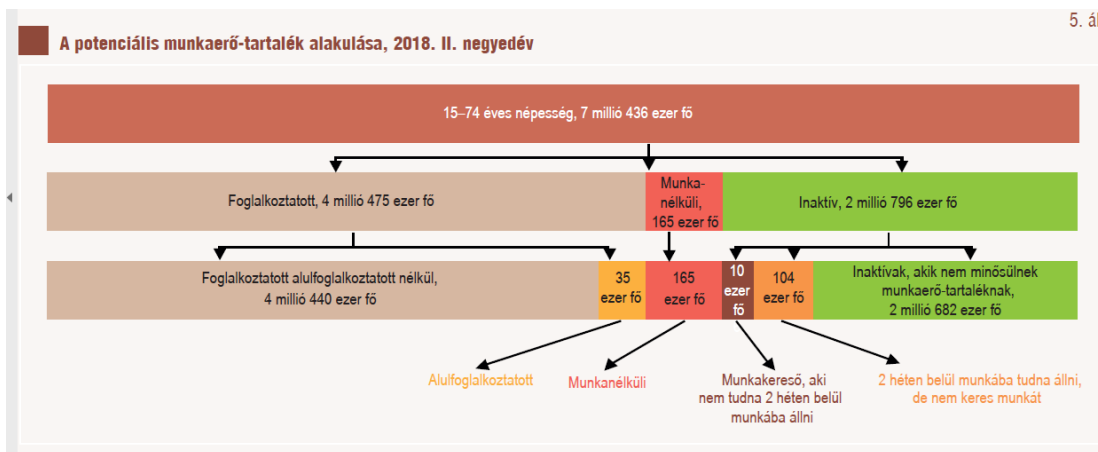 5. á
A potenciális munkaerő-tartalék alakulása, 2018. II. negyedév
15–74 éves népesség, 7 millió 436 ezer fő
Foglalkoztatott, 4 millió 475 ezer fő
Munka-
nélküli,
165 ezer fő
Inaktív, 2 millió 796 ezer fő
Foglalkoztatott alulfoglalkoztatott nélkül,
4 millió 440 ezer fő
35
ezer fő
165
ezer fő
10
ezer
fő
104
ezer fő
Inaktívak, akik nem minősülnek
munkaerő-tartaléknak,
2 millió 682 ezer fő
Alulfoglalkoztatott
Munkanélküli
Munkakereső, aki
nem tudna 2 héten belül
munkába állni
2 héten belül munkába tudna állni,
de nem keres munkát